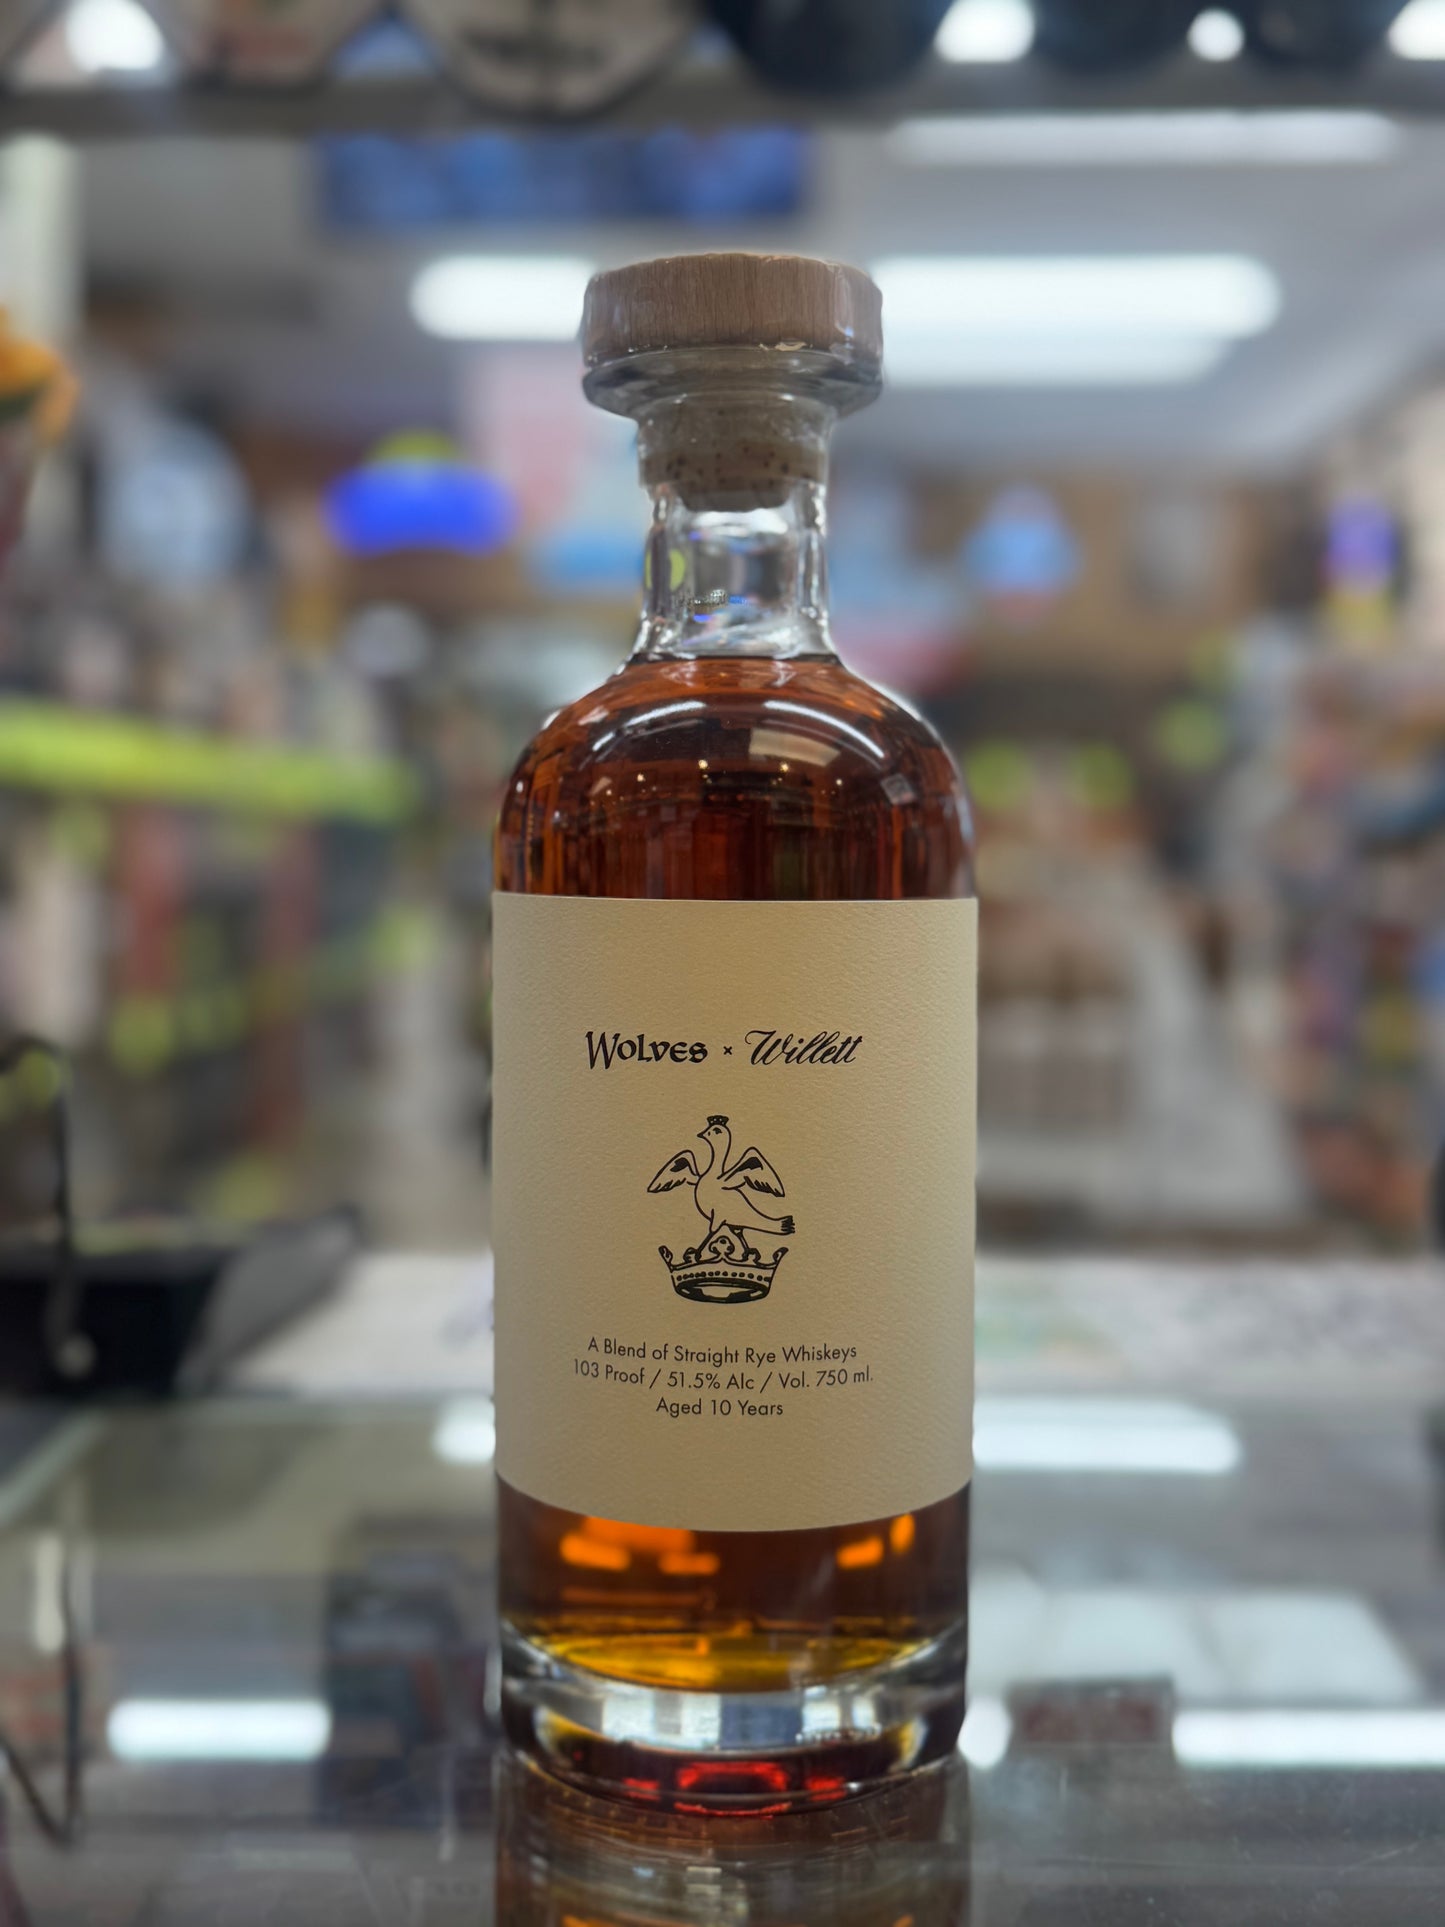 Wolves x Willett
A Blend of Straight Rye Whiskeys
103 Proof / 51.5% Alc / Vol. 750 ml.
Aged 10 Years